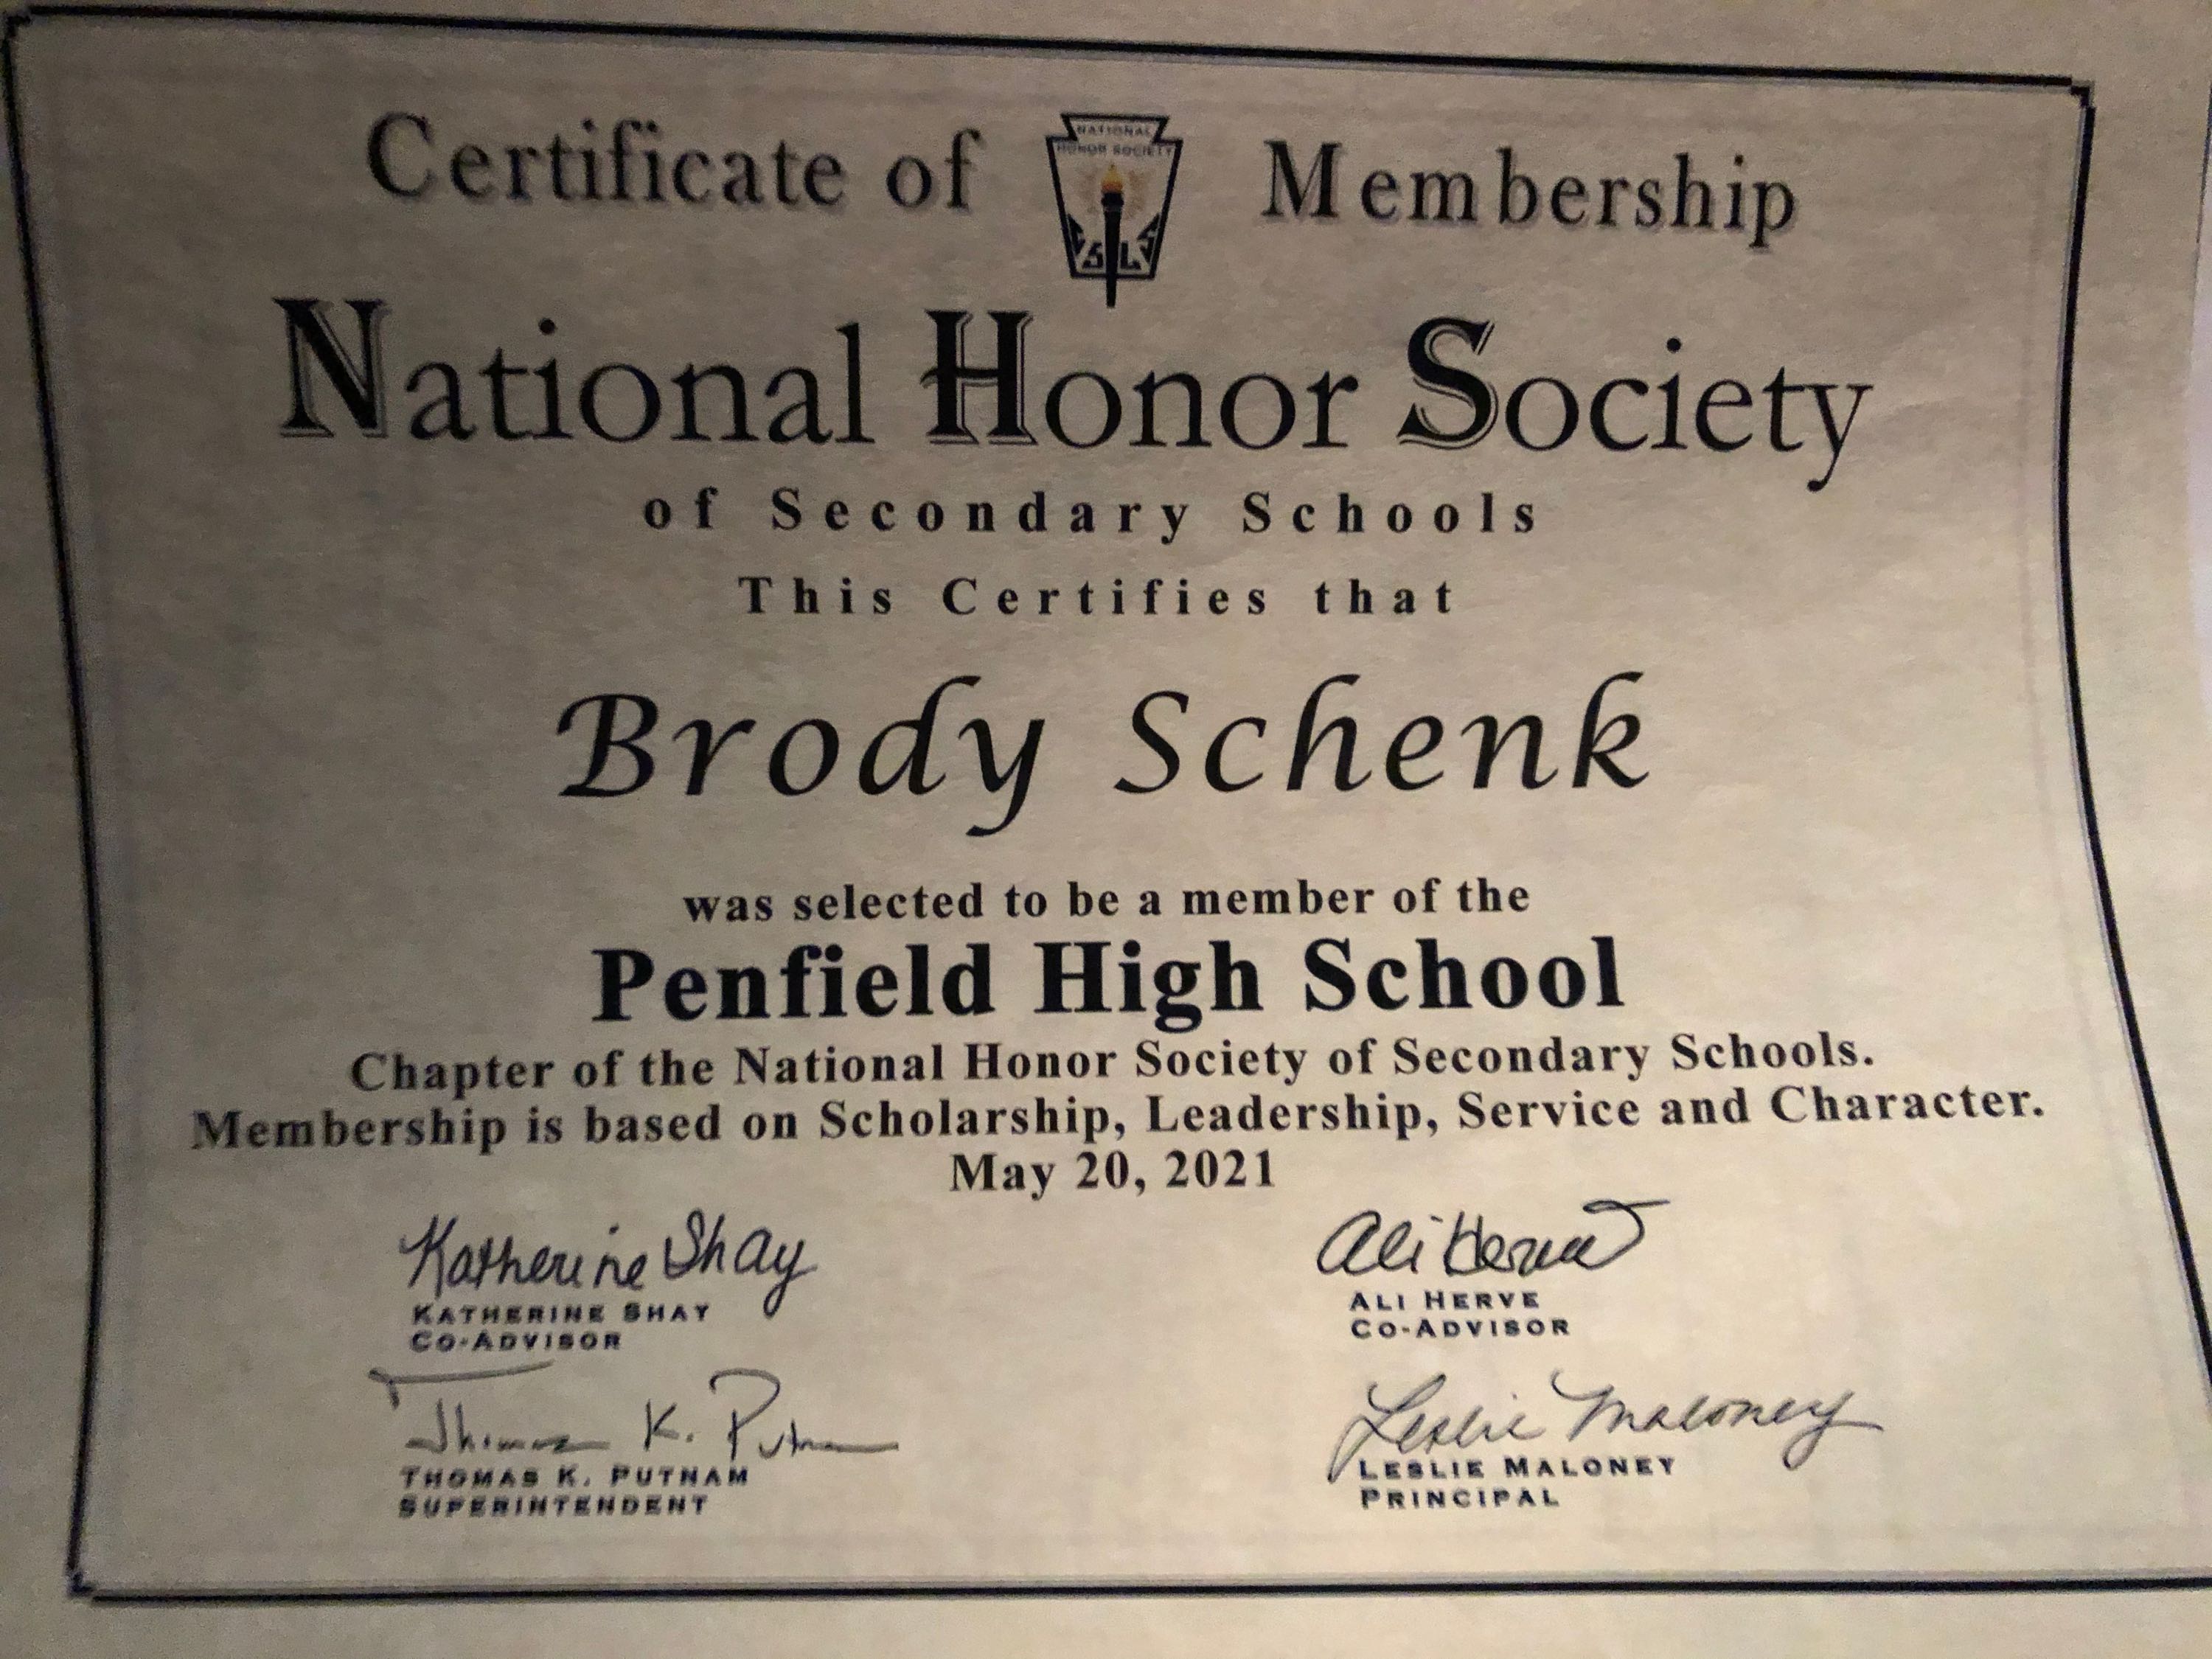 Certificate of Membership
NATIONAL
HONOR SOCIETY
C S L S
National Honor Society
of Secondary Schools
This Certifies that
Brody Schenk
was selected to be a member of the
Penfield High School
Chapter of the National Honor Society of Secondary Schools.
Membership is based on Scholarship, Leadership, Service and Character.
May 20, 2021
Katherine Shay
Ali Herve
KATHERINE SHAY
ALI HERVE
CO-ADVISOR
CO-ADVISOR
Thomas K. Putnam
Leslie Maloney
THOMAS K. PUTNAM
LESLIE MALONEY
SUPERINTENDENT
PRINCIPAL